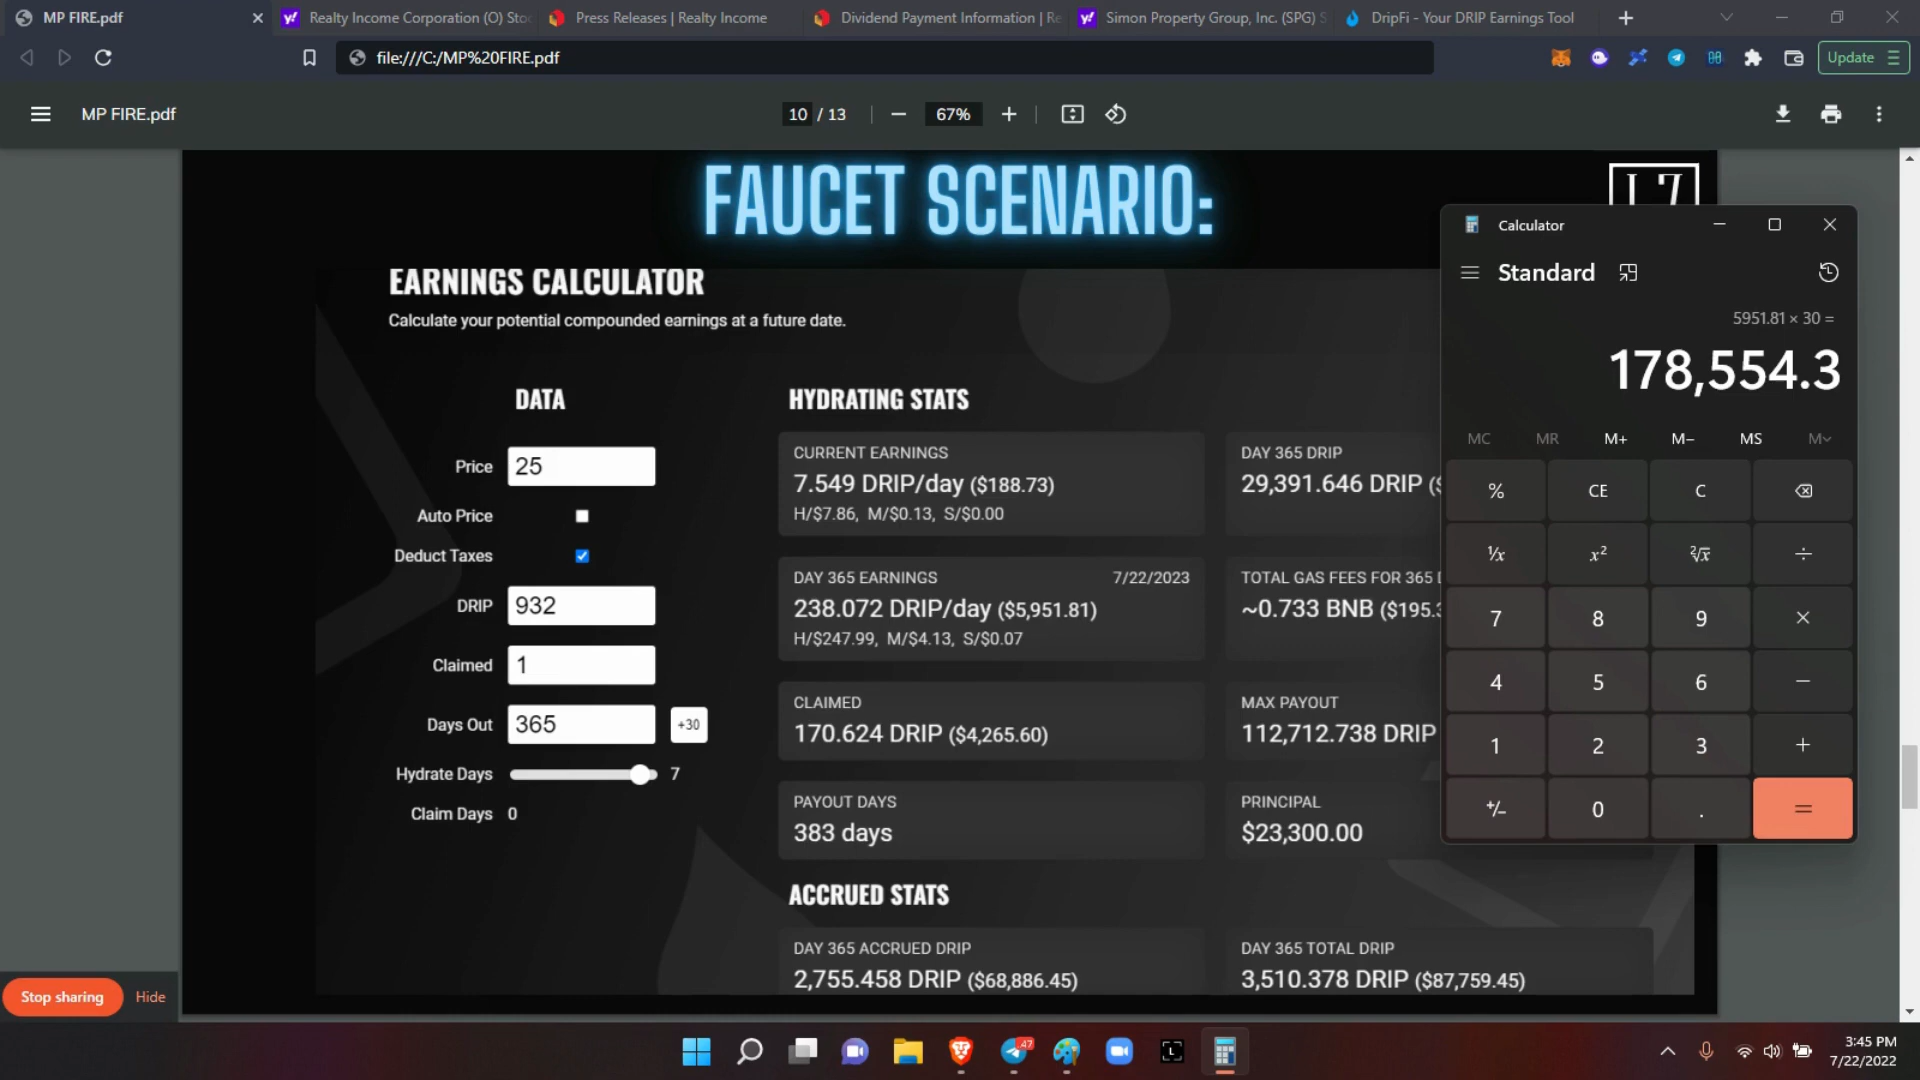 MP FIRE.pdf
Realty Income Corporation (O) Sto
Press Releases | Realty Income
Dividend Payment Information | Re
Simon Property Group, Inc. (SPG) S
DripFi - Your DRIP Earnings Tool
file:///C:/MP%20FIRE.pdf
Update
MP FIRE.pdf
10 / 13
67%
FAUCET SCENARIO:
EARNINGS CALCULATOR
Calculate your potential compounded earnings at a future date.
DATA
Price 25
Auto Price
Deduct Taxes
DRIP 932
Claimed 1
Days Out 365 +30
Hydrate Days 7
Claim Days 0
HYDRATING STATS
CURRENT EARNINGS
7.549 DRIP/day ($188.73)
H/$7.86, M/$0.13, S/$0.00
DAY 365 DRIP
29,391.646 DRIP ($
DAY 365 EARNINGS 7/22/2023
238.072 DRIP/day ($5,951.81)
H/$247.99, M/$4.13, S/$0.07
TOTAL GAS FEES FOR 365 D
~0.733 BNB ($195.3
CLAIMED
170.624 DRIP ($4,265.60)
MAX PAYOUT
112,712.738 DRIP
PAYOUT DAYS
383 days
PRINCIPAL
$23,300.00
ACCRUED STATS
DAY 365 ACCRUED DRIP
2,755.458 DRIP ($68,886.45)
DAY 365 TOTAL DRIP
3,510.378 DRIP ($87,759.45)
Calculator
Standard
5951.81 × 30 =
178,554.3
MC MR M+ M− MS M
% CE C
¹/x x² ²√x ÷
7 8 9 ×
4 5 6 −
1 2 3 +
+/− 0 . =
Stop sharing Hide
47
L
3:45 PM
7/22/2022